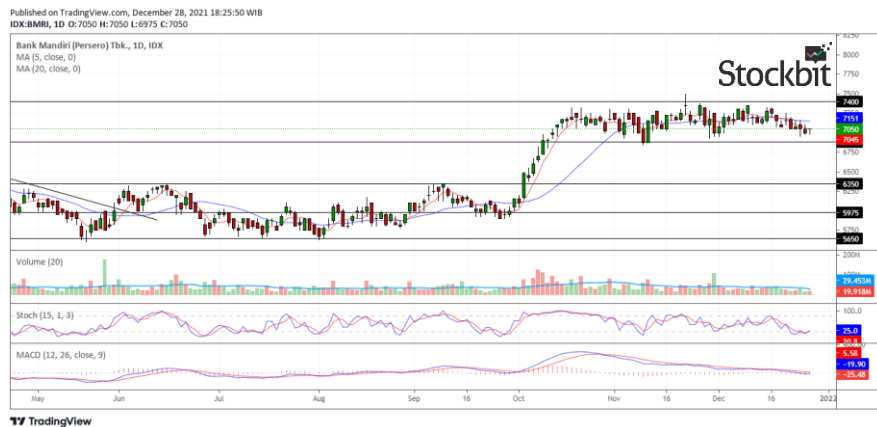 Published on TradingView.com, December 28, 2021 18:25:50 WIB
IDX:BMRI, 1D O:7050 H:7050 L:6975 C:7050
Bank Mandiri (Persero) Tbk., 1D, IDX
MA (5, close, 0)
MA (20, close, 0)
Stockbit
8250
8000
7750
7500
7400
7151
7050
7045
6750
6500
6350
5975
5750
5650
Volume (20)
200M
29.453M
19.918M
Stoch (15, 1, 3)
100.0
25.0
MACD (12, 26, close, 9)
5.58
-19.90
-25.48
May Jun Jul Aug Sep 16 Oct Nov 16 Dec 16 2022
TradingView